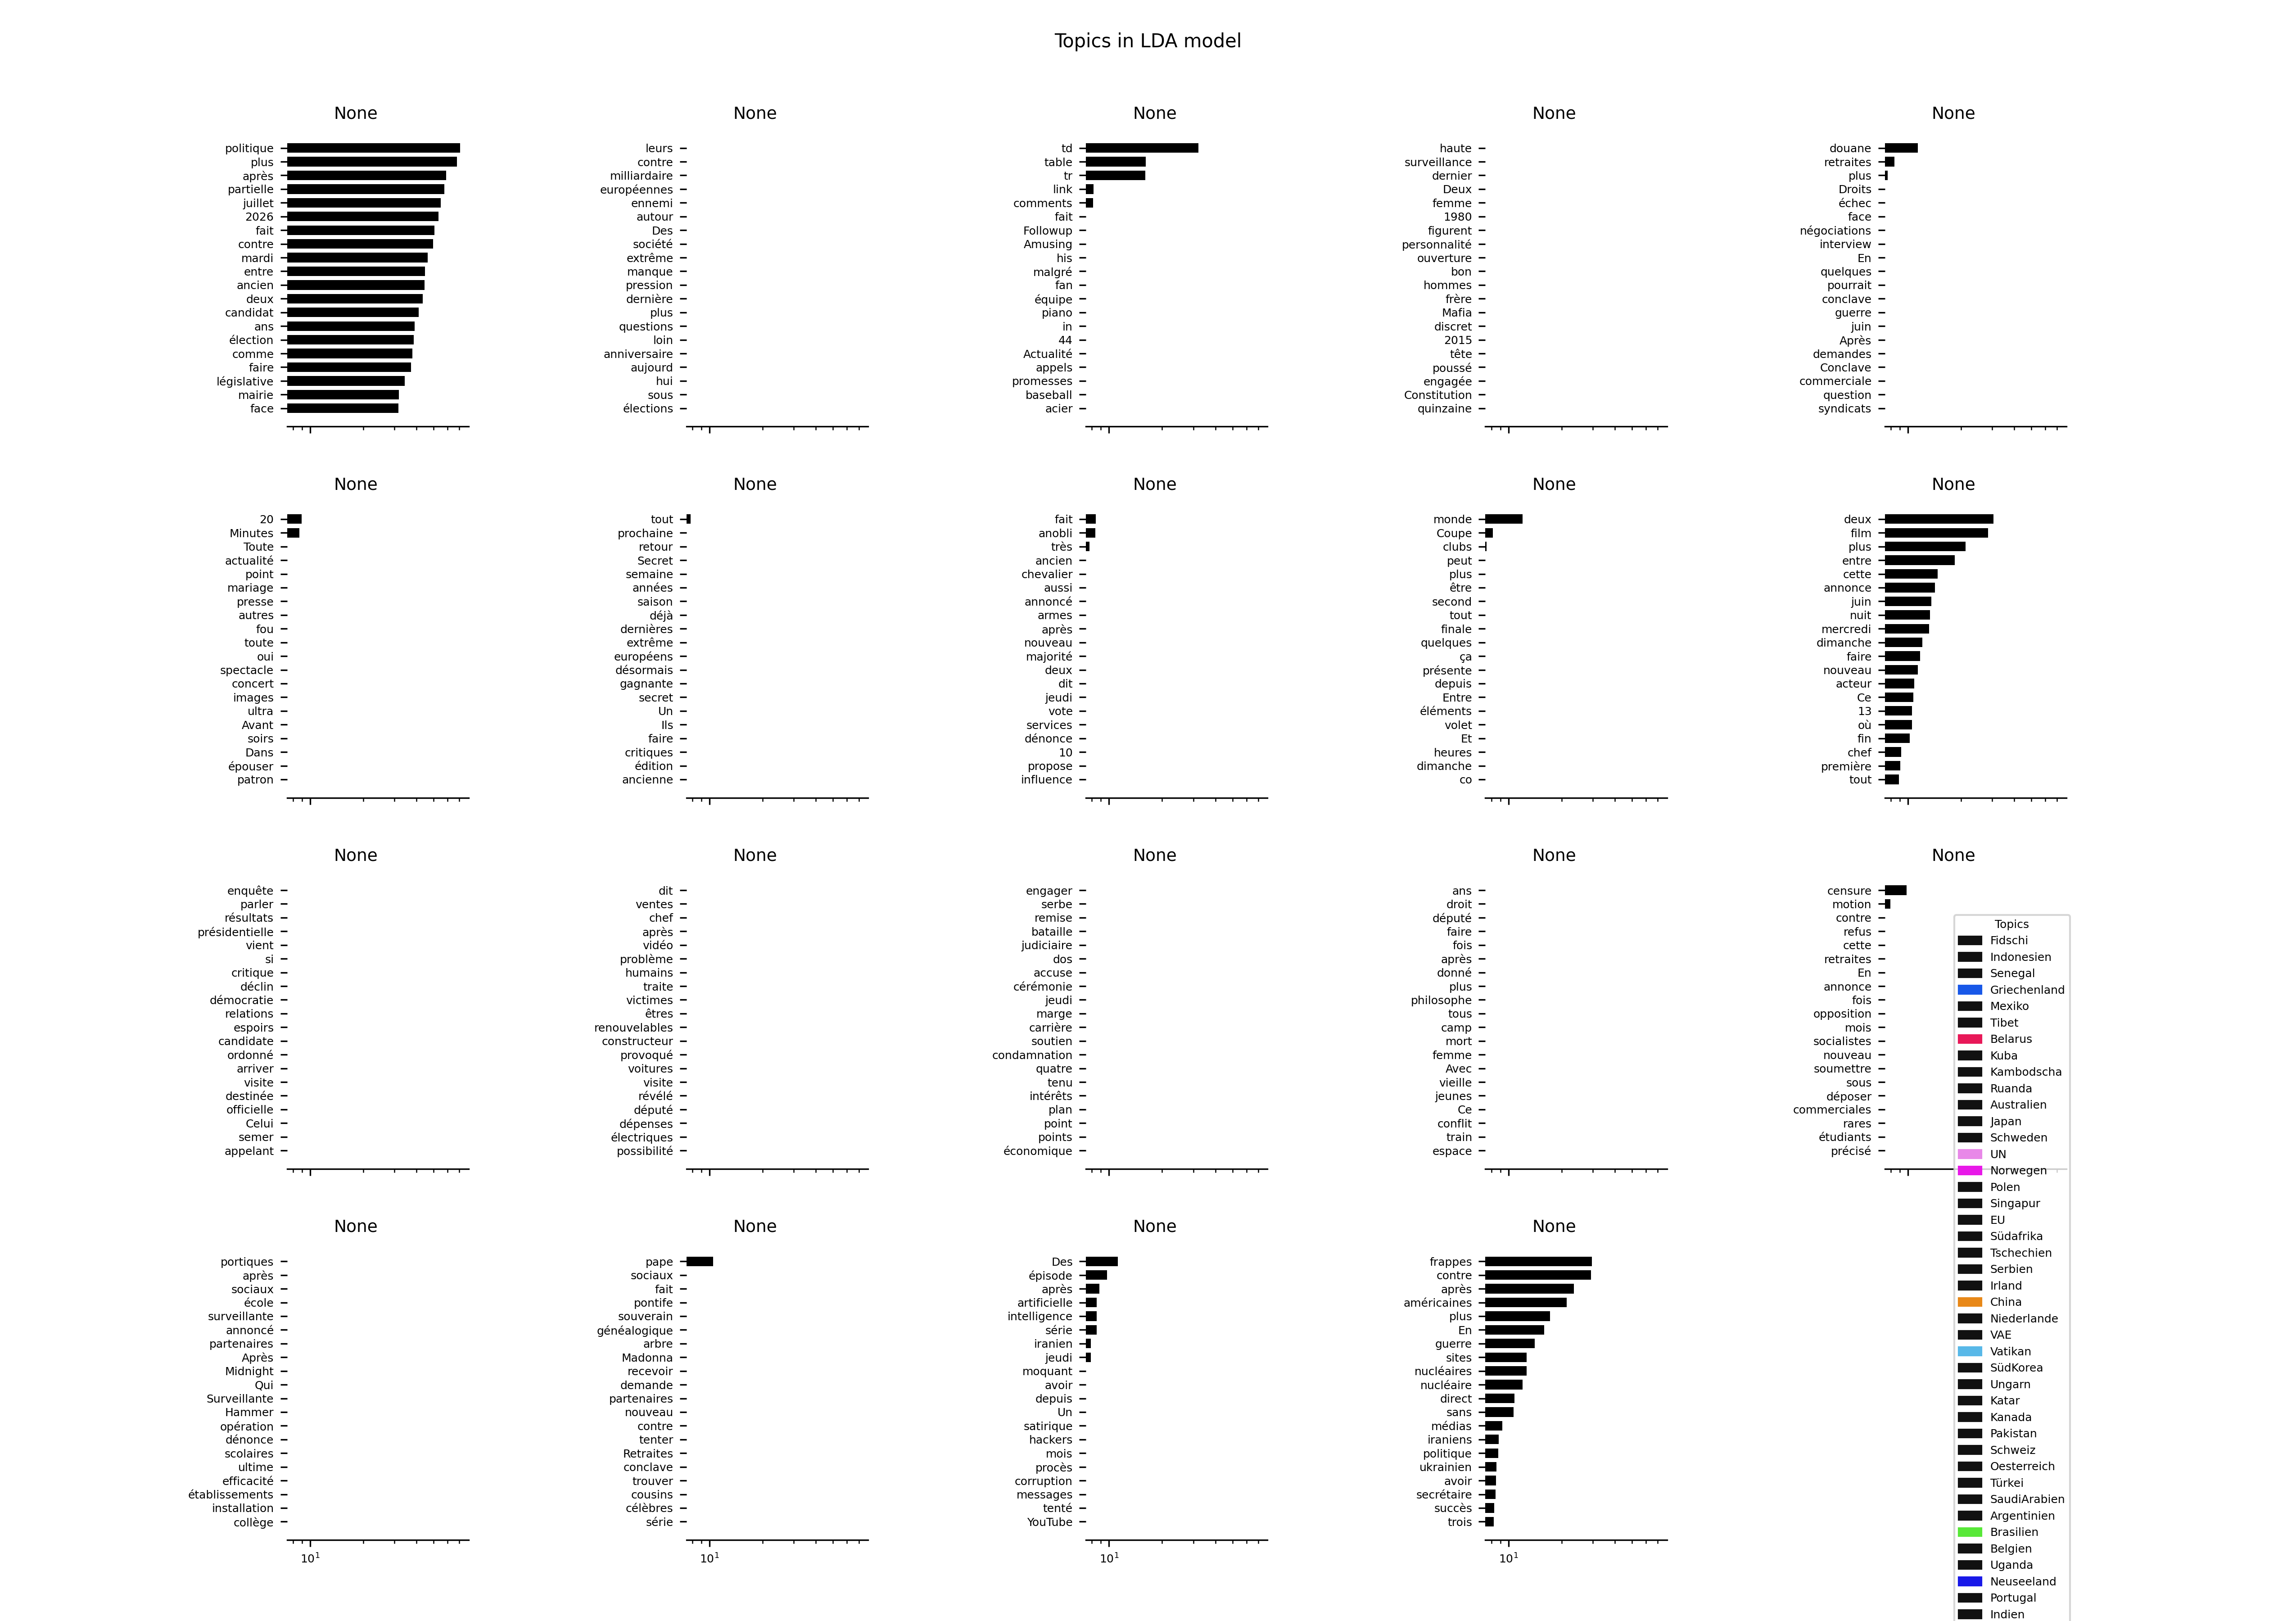 Topics in LDA model
None
politique
plus
après
partielle
juillet
2026
fait
contre
mardi
entre
ancien
deux
candidat
ans
élection
comme
faire
législative
mairie
face
None
leurs
contre
milliardaire
européennes
ennemi
autour
Des
société
extrême
manque
pression
dernière
plus
questions
loin
anniversaire
aujourd
hui
sous
élections
None
td
table
tr
link
comments
fait
Followup
Amusing
his
malgré
fan
équipe
piano
in
44
Actualité
appels
promesses
baseball
acier
None
haute
surveillance
dernier
Deux
femme
1980
figurent
personnalité
ouverture
bon
hommes
frère
Mafia
discret
2015
tête
poussé
engagée
Constitution
quinzaine
None
douane
retraites
plus
Droits
échec
face
négociations
interview
En
quelques
pourrait
conclave
guerre
juin
Après
demandes
Conclave
commerciale
question
syndicats
None
20
Minutes
Toute
actualité
point
mariage
presse
autres
fou
toute
oui
spectacle
concert
images
ultra
Avant
soirs
Dans
épouser
patron
None
tout
prochaine
retour
Secret
semaine
années
saison
déjà
dernières
extrême
européens
désormais
gagnante
secret
Un
Ils
faire
critiques
édition
ancienne
None
fait
anobli
très
ancien
chevalier
aussi
annoncé
armes
après
nouveau
majorité
deux
dit
jeudi
vote
services
dénonce
10
propose
influence
None
monde
Coupe
clubs
peut
plus
être
second
tout
finale
quelques
ça
présente
depuis
Entre
éléments
volet
Et
heures
dimanche
co
None
deux
film
plus
entre
cette
annonce
juin
nuit
mercredi
dimanche
faire
nouveau
acteur
Ce
13
où
fin
chef
première
tout
None
enquête
parler
résultats
présidentielle
vient
si
critique
déclin
démocratie
relations
espoirs
candidate
ordonné
arriver
visite
destinée
officielle
Celui
semer
appelant
None
dit
ventes
chef
après
vidéo
problème
humains
traite
victimes
êtres
renouvelables
constructeur
provoqué
voitures
visite
révélé
député
dépenses
électriques
possibilité
None
engager
serbe
remise
bataille
judiciaire
dos
accuse
cérémonie
jeudi
marge
carrière
soutien
condamnation
quatre
tenu
intérêts
plan
point
points
économique
None
ans
droit
député
faire
fois
après
donné
plus
philosophe
tous
camp
mort
femme
Avec
vieille
jeunes
Ce
conflit
train
espace
None
censure
motion
contre
refus
cette
retraites
En
annonce
fois
opposition
mois
socialistes
nouveau
soumettre
sous
déposer
commerciales
rares
étudiants
précisé
None
portiques
après
sociaux
école
surveillante
annoncé
partenaires
Après
Midnight
Qui
Surveillante
Hammer
opération
dénonce
scolaires
ultime
efficacité
établissements
installation
collège
10¹
None
pape
sociaux
fait
pontife
souverain
généalogique
arbre
Madonna
recevoir
demande
partenaires
nouveau
contre
tenter
Retraites
conclave
trouver
cousins
célèbres
série
10¹
None
Des
épisode
après
artificielle
intelligence
série
iranien
jeudi
moquant
avoir
depuis
Un
satirique
hackers
mois
procès
corruption
messages
tenté
YouTube
10¹
None
frappes
contre
après
américaines
plus
En
guerre
sites
nucléaires
nucléaire
direct
sans
médias
iraniens
politique
ukrainien
avoir
secrétaire
succès
trois
10¹
Topics
Fidschi
Indonesien
Senegal
Griechenland
Mexiko
Tibet
Belarus
Kuba
Kambodscha
Ruanda
Australien
Japan
Schweden
UN
Norwegen
Polen
Singapur
EU
Südafrika
Tschechien
Serbien
Irland
China
Niederlande
VAE
Vatikan
SüdKorea
Ungarn
Katar
Kanada
Pakistan
Schweiz
Oesterreich
Türkei
SaudiArabien
Argentinien
Brasilien
Belgien
Uganda
Neuseeland
Portugal
Indien